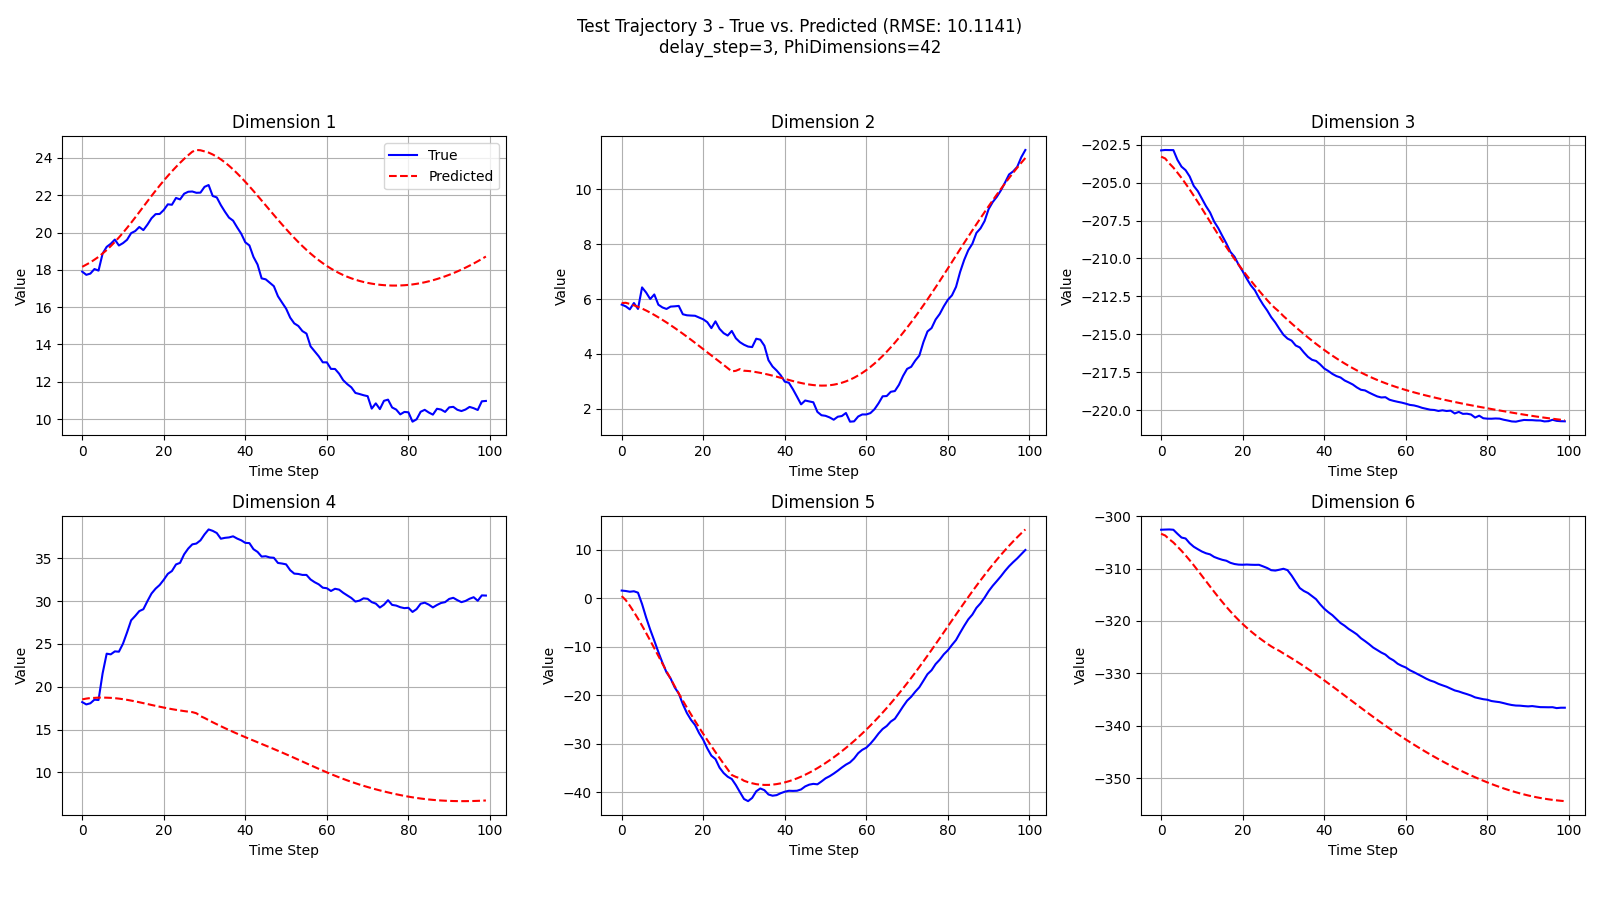 Test Trajectory 3 - True vs. Predicted (RMSE: 10.1141)
delay_step=3, PhiDimensions=42
Dimension 1
True
Predicted
24
22
20
18
16
14
12
10
Value
0 20 40 60 80 100
Time Step
Dimension 2
10
8
6
4
2
Value
0 20 40 60 80 100
Time Step
Dimension 3
−202.5
−205.0
−207.5
−210.0
−212.5
−215.0
−217.5
−220.0
Value
0 20 40 60 80 100
Time Step
Dimension 4
35
30
25
20
15
10
Value
0 20 40 60 80 100
Time Step
Dimension 5
10
0
−10
−20
−30
−40
Value
0 20 40 60 80 100
Time Step
Dimension 6
−300
−310
−320
−330
−340
−350
Value
0 20 40 60 80 100
Time Step